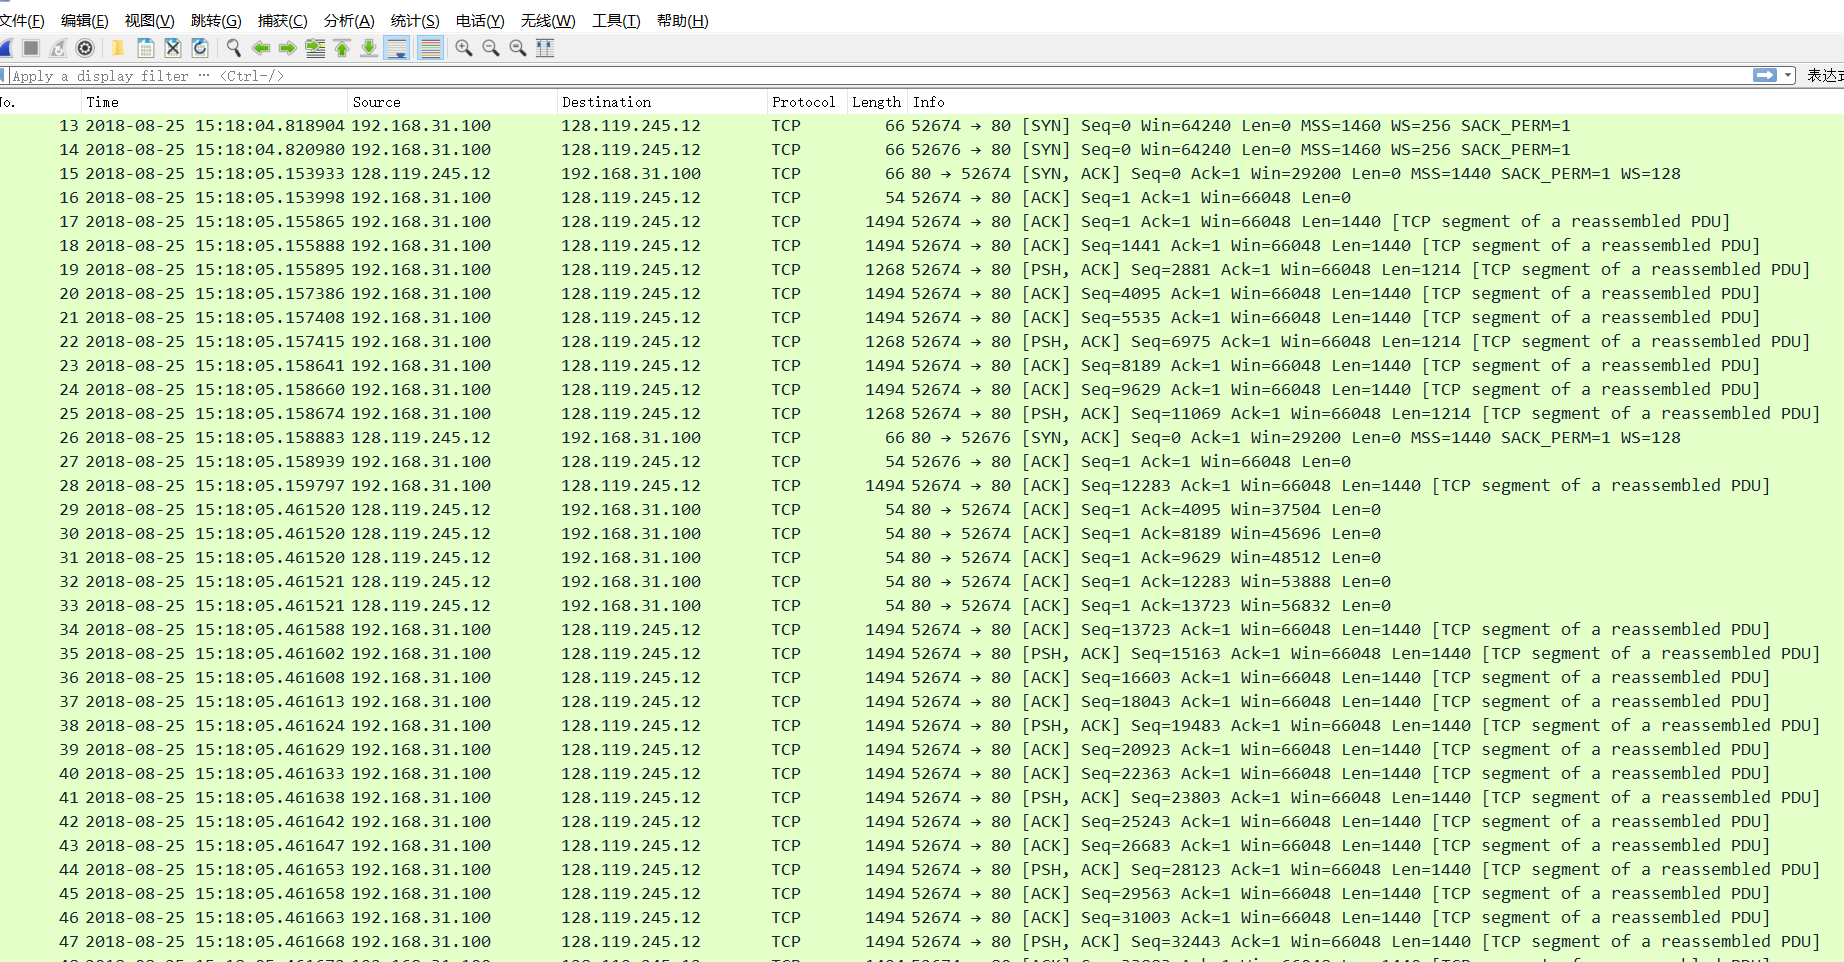 文件(F) 编辑(E) 视图(V) 跳转(G) 捕获(C) 分析(A) 统计(S) 电话(Y) 无线(W) 工具(T) 帮助(H)
Apply a display filter … <Ctrl-/>
No. Time Source Destination Protocol Length Info
13 2018-08-25 15:18:04.818904 192.168.31.100 128.119.245.12 TCP 66 52674 → 80 [SYN] Seq=0 Win=64240 Len=0 MSS=1460 WS=256 SACK_PERM=1
14 2018-08-25 15:18:04.820980 192.168.31.100 128.119.245.12 TCP 66 52676 → 80 [SYN] Seq=0 Win=64240 Len=0 MSS=1460 WS=256 SACK_PERM=1
15 2018-08-25 15:18:05.153933 128.119.245.12 192.168.31.100 TCP 66 80 → 52674 [SYN, ACK] Seq=0 Ack=1 Win=29200 Len=0 MSS=1440 SACK_PERM=1 WS=128
16 2018-08-25 15:18:05.153998 192.168.31.100 128.119.245.12 TCP 54 52674 → 80 [ACK] Seq=1 Ack=1 Win=66048 Len=0
17 2018-08-25 15:18:05.155865 192.168.31.100 128.119.245.12 TCP 1494 52674 → 80 [ACK] Seq=1 Ack=1 Win=66048 Len=1440 [TCP segment of a reassembled PDU]
18 2018-08-25 15:18:05.155888 192.168.31.100 128.119.245.12 TCP 1494 52674 → 80 [ACK] Seq=1441 Ack=1 Win=66048 Len=1440 [TCP segment of a reassembled PDU]
19 2018-08-25 15:18:05.155895 192.168.31.100 128.119.245.12 TCP 1268 52674 → 80 [PSH, ACK] Seq=2881 Ack=1 Win=66048 Len=1214 [TCP segment of a reassembled PDU]
20 2018-08-25 15:18:05.157386 192.168.31.100 128.119.245.12 TCP 1494 52674 → 80 [ACK] Seq=4095 Ack=1 Win=66048 Len=1440 [TCP segment of a reassembled PDU]
21 2018-08-25 15:18:05.157408 192.168.31.100 128.119.245.12 TCP 1494 52674 → 80 [ACK] Seq=5535 Ack=1 Win=66048 Len=1440 [TCP segment of a reassembled PDU]
22 2018-08-25 15:18:05.157415 192.168.31.100 128.119.245.12 TCP 1268 52674 → 80 [PSH, ACK] Seq=6975 Ack=1 Win=66048 Len=1214 [TCP segment of a reassembled PDU]
23 2018-08-25 15:18:05.158641 192.168.31.100 128.119.245.12 TCP 1494 52674 → 80 [ACK] Seq=8189 Ack=1 Win=66048 Len=1440 [TCP segment of a reassembled PDU]
24 2018-08-25 15:18:05.158660 192.168.31.100 128.119.245.12 TCP 1494 52674 → 80 [ACK] Seq=9629 Ack=1 Win=66048 Len=1440 [TCP segment of a reassembled PDU]
25 2018-08-25 15:18:05.158674 192.168.31.100 128.119.245.12 TCP 1268 52674 → 80 [PSH, ACK] Seq=11069 Ack=1 Win=66048 Len=1214 [TCP segment of a reassembled PDU]
26 2018-08-25 15:18:05.158883 128.119.245.12 192.168.31.100 TCP 66 80 → 52676 [SYN, ACK] Seq=0 Ack=1 Win=29200 Len=0 MSS=1440 SACK_PERM=1 WS=128
27 2018-08-25 15:18:05.158939 192.168.31.100 128.119.245.12 TCP 54 52676 → 80 [ACK] Seq=1 Ack=1 Win=66048 Len=0
28 2018-08-25 15:18:05.159797 192.168.31.100 128.119.245.12 TCP 1494 52674 → 80 [ACK] Seq=12283 Ack=1 Win=66048 Len=1440 [TCP segment of a reassembled PDU]
29 2018-08-25 15:18:05.461520 128.119.245.12 192.168.31.100 TCP 54 80 → 52674 [ACK] Seq=1 Ack=4095 Win=37504 Len=0
30 2018-08-25 15:18:05.461520 128.119.245.12 192.168.31.100 TCP 54 80 → 52674 [ACK] Seq=1 Ack=8189 Win=45696 Len=0
31 2018-08-25 15:18:05.461520 128.119.245.12 192.168.31.100 TCP 54 80 → 52674 [ACK] Seq=1 Ack=9629 Win=48512 Len=0
32 2018-08-25 15:18:05.461521 128.119.245.12 192.168.31.100 TCP 54 80 → 52674 [ACK] Seq=1 Ack=12283 Win=53888 Len=0
33 2018-08-25 15:18:05.461521 128.119.245.12 192.168.31.100 TCP 54 80 → 52674 [ACK] Seq=1 Ack=13723 Win=56832 Len=0
34 2018-08-25 15:18:05.461588 192.168.31.100 128.119.245.12 TCP 1494 52674 → 80 [ACK] Seq=13723 Ack=1 Win=66048 Len=1440 [TCP segment of a reassembled PDU]
35 2018-08-25 15:18:05.461602 192.168.31.100 128.119.245.12 TCP 1494 52674 → 80 [PSH, ACK] Seq=15163 Ack=1 Win=66048 Len=1440 [TCP segment of a reassembled PDU]
36 2018-08-25 15:18:05.461608 192.168.31.100 128.119.245.12 TCP 1494 52674 → 80 [ACK] Seq=16603 Ack=1 Win=66048 Len=1440 [TCP segment of a reassembled PDU]
37 2018-08-25 15:18:05.461613 192.168.31.100 128.119.245.12 TCP 1494 52674 → 80 [ACK] Seq=18043 Ack=1 Win=66048 Len=1440 [TCP segment of a reassembled PDU]
38 2018-08-25 15:18:05.461624 192.168.31.100 128.119.245.12 TCP 1494 52674 → 80 [PSH, ACK] Seq=19483 Ack=1 Win=66048 Len=1440 [TCP segment of a reassembled PDU]
39 2018-08-25 15:18:05.461629 192.168.31.100 128.119.245.12 TCP 1494 52674 → 80 [ACK] Seq=20923 Ack=1 Win=66048 Len=1440 [TCP segment of a reassembled PDU]
40 2018-08-25 15:18:05.461633 192.168.31.100 128.119.245.12 TCP 1494 52674 → 80 [ACK] Seq=22363 Ack=1 Win=66048 Len=1440 [TCP segment of a reassembled PDU]
41 2018-08-25 15:18:05.461638 192.168.31.100 128.119.245.12 TCP 1494 52674 → 80 [PSH, ACK] Seq=23803 Ack=1 Win=66048 Len=1440 [TCP segment of a reassembled PDU]
42 2018-08-25 15:18:05.461642 192.168.31.100 128.119.245.12 TCP 1494 52674 → 80 [ACK] Seq=25243 Ack=1 Win=66048 Len=1440 [TCP segment of a reassembled PDU]
43 2018-08-25 15:18:05.461647 192.168.31.100 128.119.245.12 TCP 1494 52674 → 80 [ACK] Seq=26683 Ack=1 Win=66048 Len=1440 [TCP segment of a reassembled PDU]
44 2018-08-25 15:18:05.461653 192.168.31.100 128.119.245.12 TCP 1494 52674 → 80 [PSH, ACK] Seq=28123 Ack=1 Win=66048 Len=1440 [TCP segment of a reassembled PDU]
45 2018-08-25 15:18:05.461658 192.168.31.100 128.119.245.12 TCP 1494 52674 → 80 [ACK] Seq=29563 Ack=1 Win=66048 Len=1440 [TCP segment of a reassembled PDU]
46 2018-08-25 15:18:05.461663 192.168.31.100 128.119.245.12 TCP 1494 52674 → 80 [ACK] Seq=31003 Ack=1 Win=66048 Len=1440 [TCP segment of a reassembled PDU]
47 2018-08-25 15:18:05.461668 192.168.31.100 128.119.245.12 TCP 1494 52674 → 80 [PSH, ACK] Seq=32443 Ack=1 Win=66048 Len=1440 [TCP segment of a reassembled PDU]